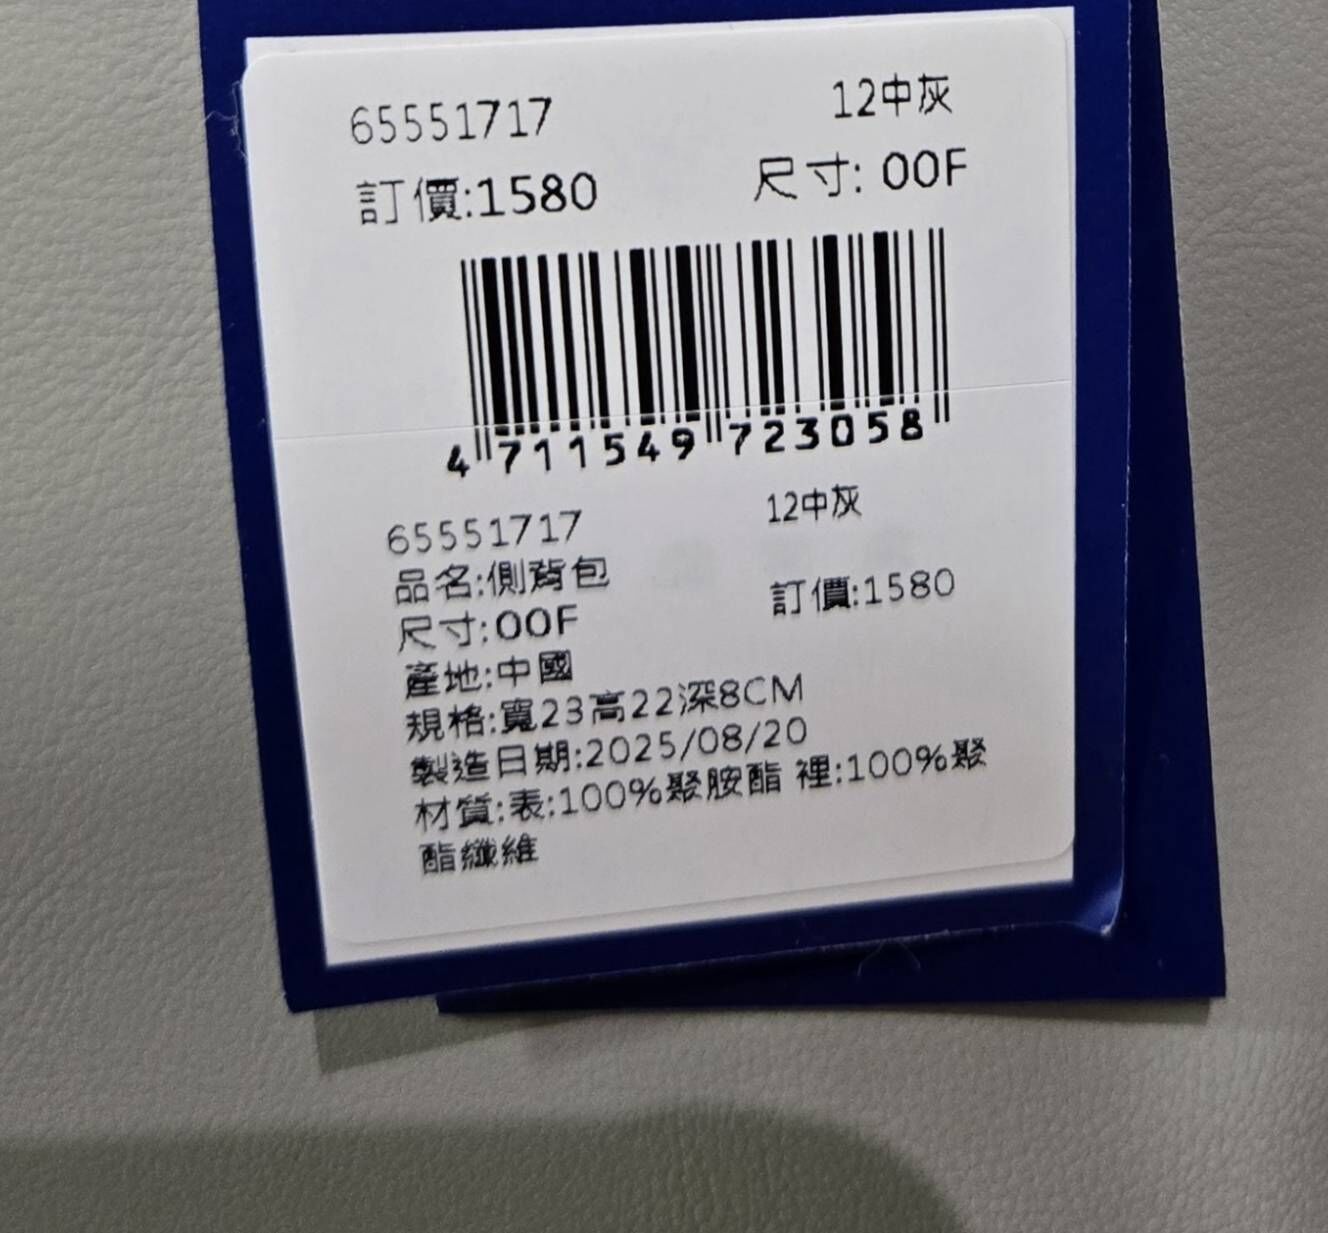 65551717 12中灰
訂價:1580 尺寸: 00F
4 711549 723058
65551717 12中灰
品名:側背包
訂價:1580
尺寸:00F
產地:中國
規格:寬23高22深8CM
製造日期:2025/08/20
材質:表:100%聚胺酯 裡:100%聚
酯纖維